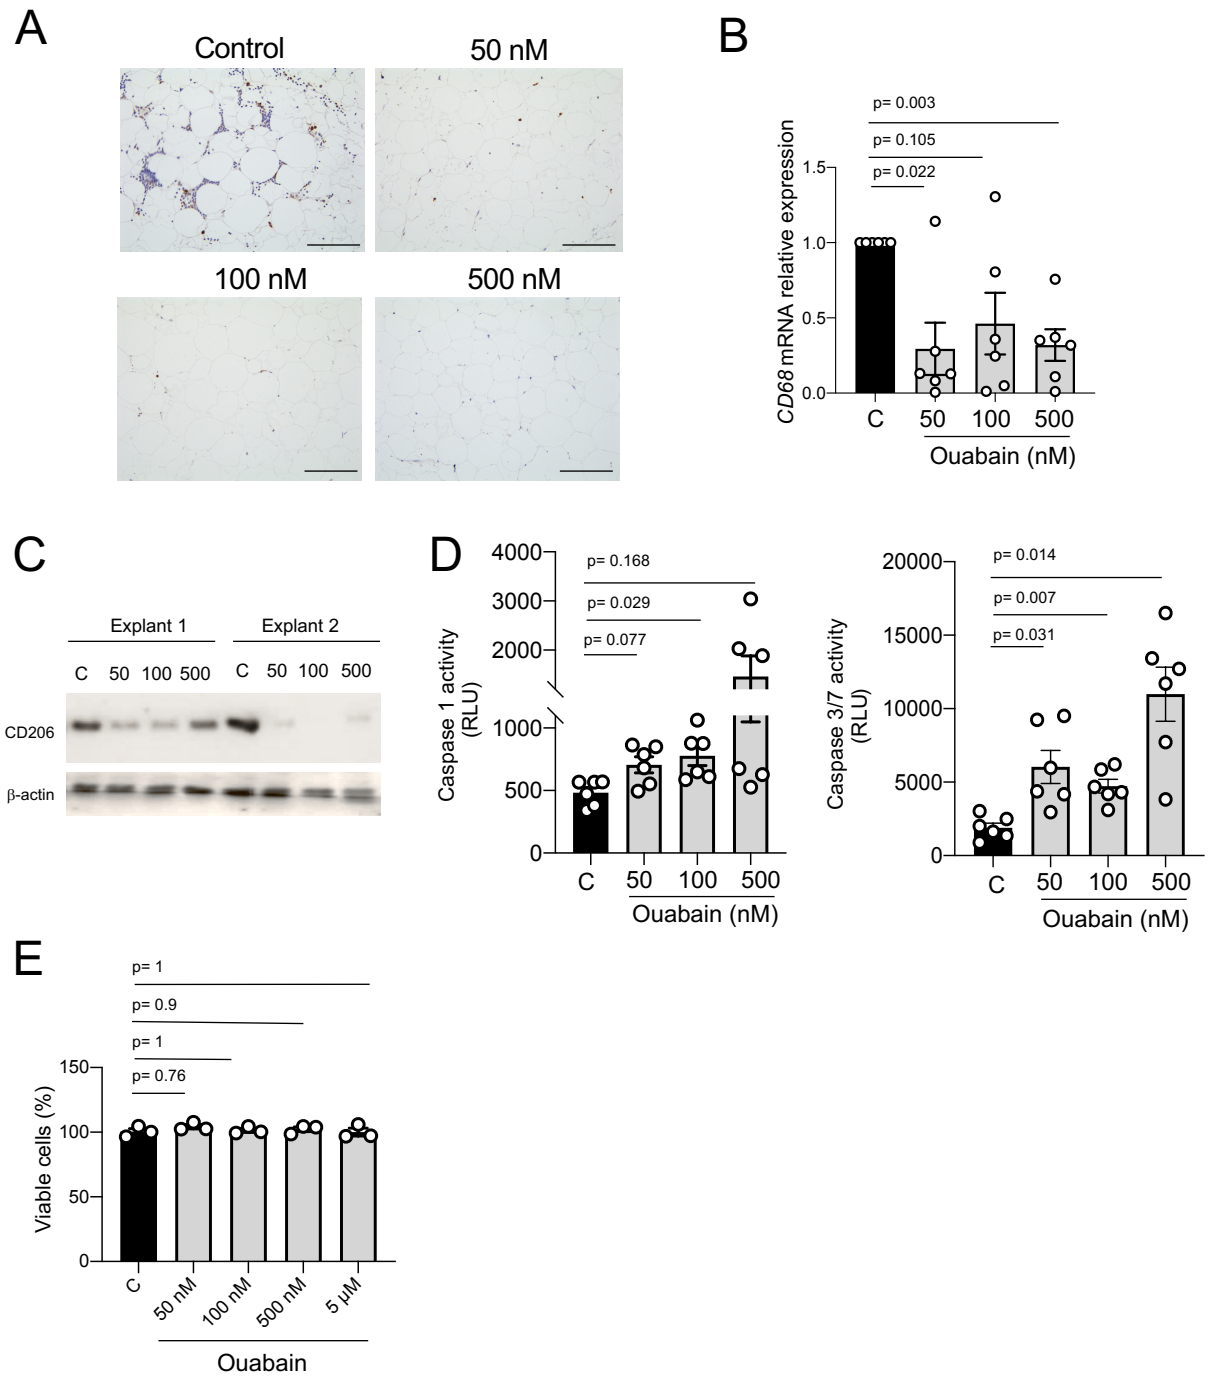 A
Control
50 nM
100 nM
500 nM
B
p= 0.003
p= 0.105
p= 0.022
CD68 mRNA relative expression
1.5
1.0
0.5
0.0
C 50 100 500
Ouabain (nM)
C
Explant 1 Explant 2
C 50 100 500 C 50 100 500
CD206
β-actin
D
p= 0.168
p= 0.029
p= 0.077
Caspase 1 activity
(RLU)
4000
3000
2000
1000
500
0
C 50 100 500
Ouabain (nM)
p= 0.014
p= 0.007
p= 0.031
Caspase 3/7 activity
(RLU)
20000
15000
10000
5000
0
C 50 100 500
Ouabain (nM)
E
p= 1
p= 0.9
p= 1
p= 0.76
Viable cells (%)
150
100
50
0
C 50 nM 100 nM 500 nM 5 µM
Ouabain